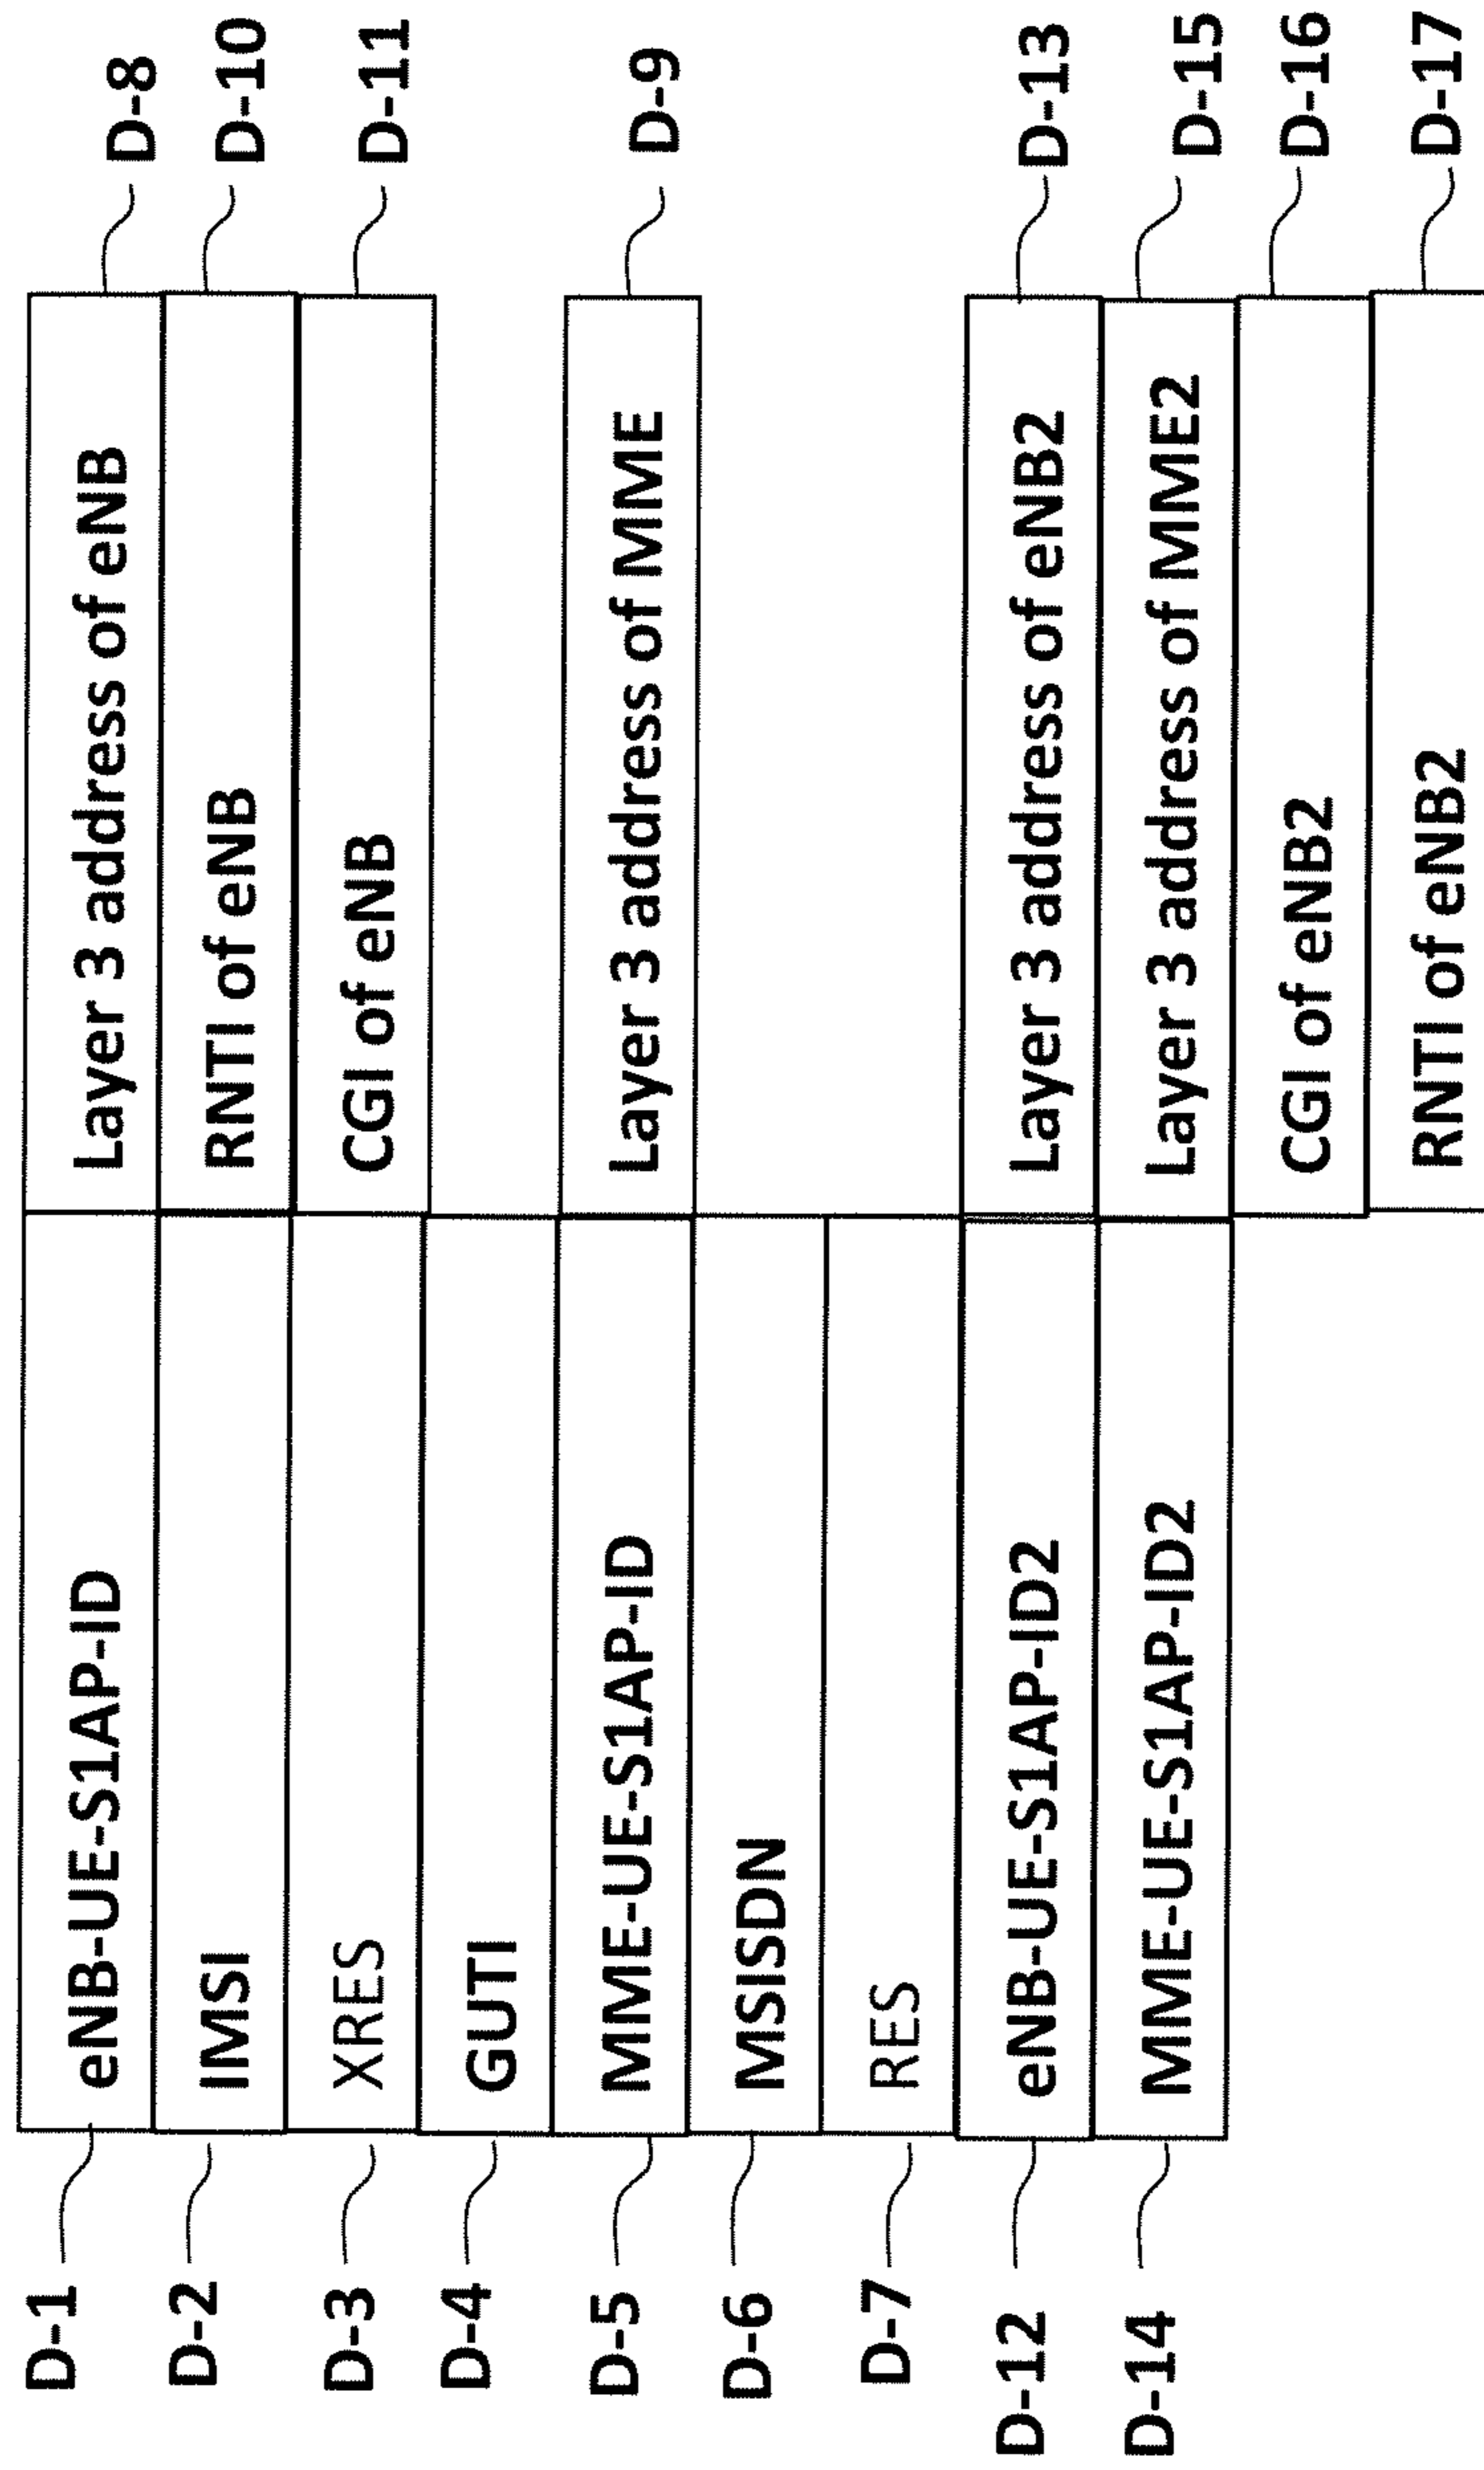 D-1 eNB-UE-S1AP-ID Layer 3 address of eNB D-8
D-2 IMSI RNTI of eNB D-10
D-3 XRES CGI of eNB D-11
D-4 GUTI
D-5 MME-UE-S1AP-ID Layer 3 address of MME D-9
D-6 MSISDN
D-7 RES
D-12 eNB-UE-S1AP-ID2 Layer 3 address of eNB2 D-13
D-14 MME-UE-S1AP-ID2 Layer 3 address of MME2 D-15
CGI of eNB2 D-16
RNTI of eNB2 D-17